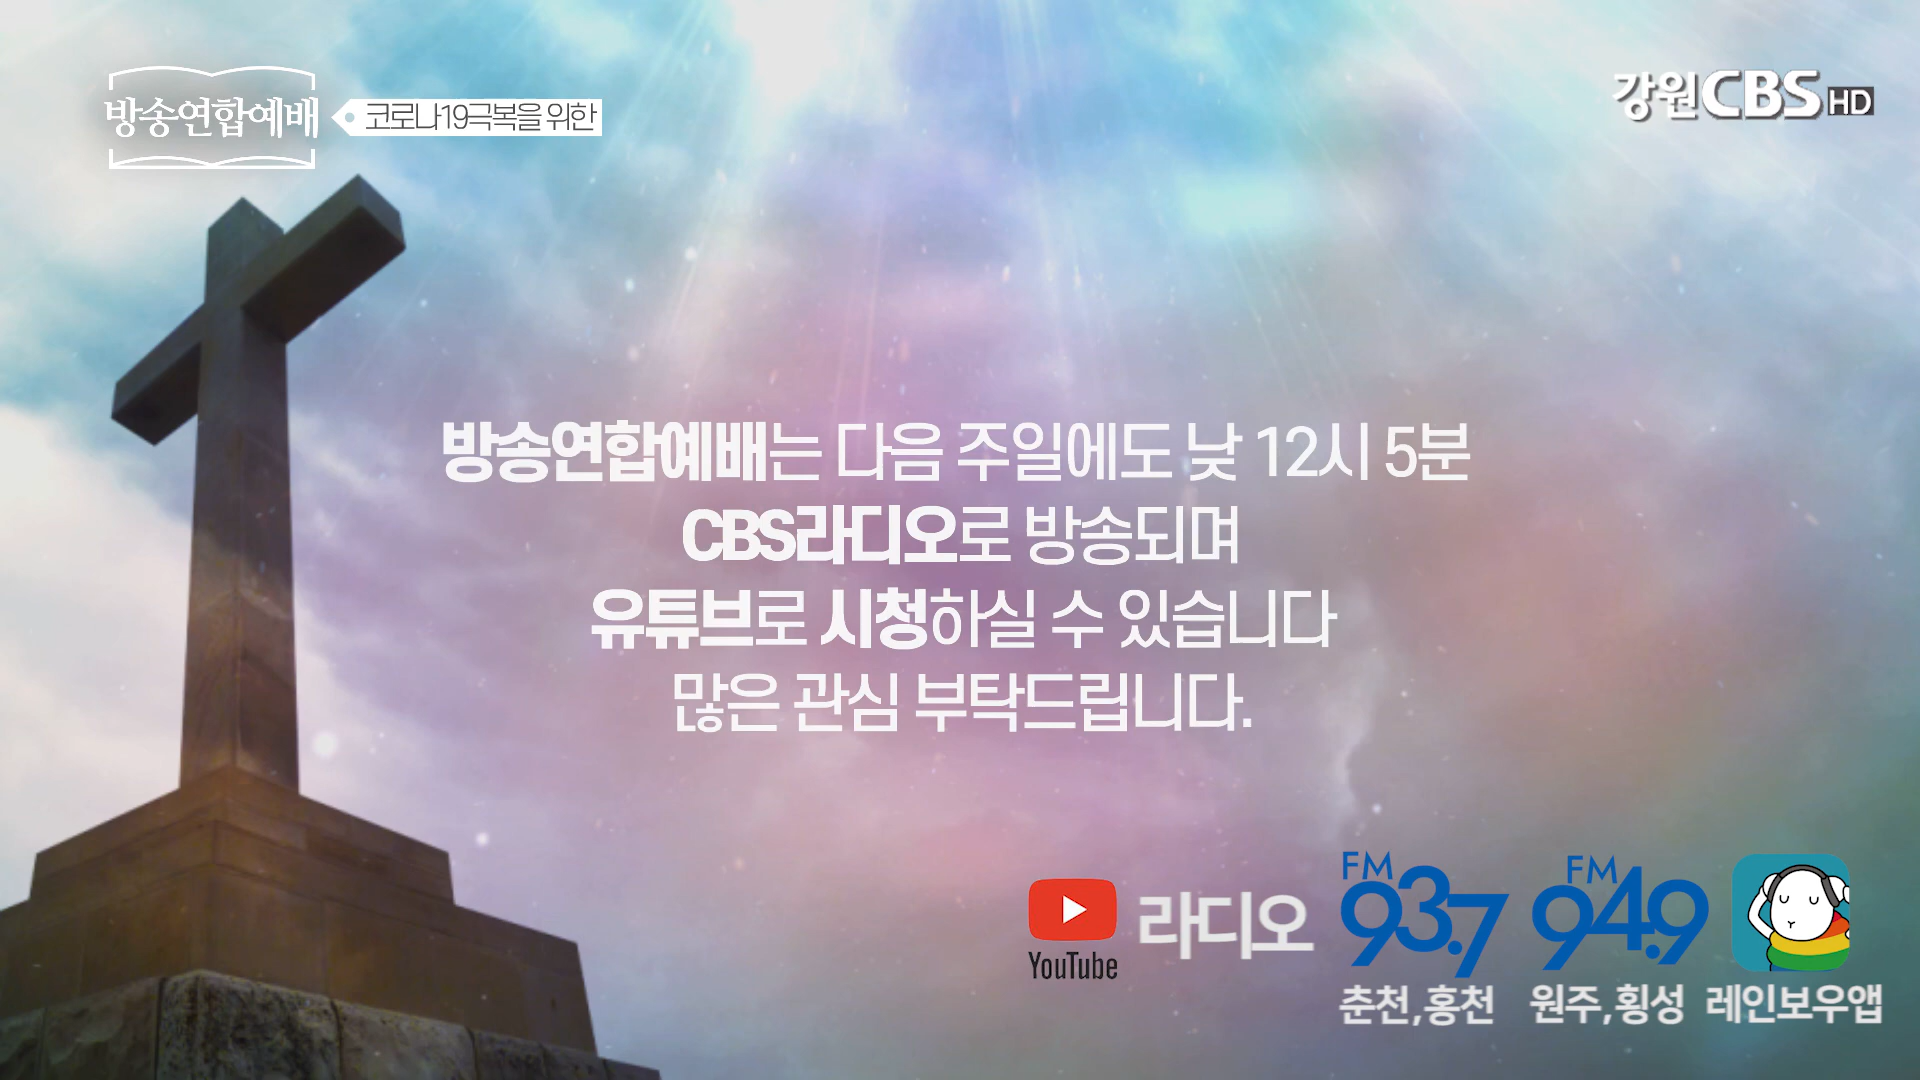 방송연합예배
코로나19극복을 위한
강원CBS HD
방송연합예배는 다음 주일에도 낮 12시 5분
CBS라디오로 방송되며
유튜브로 시청하실 수 있습니다
많은 관심 부탁드립니다.
YouTube
라디오
FM
93.7
춘천,홍천
FM
94.9
원주,횡성
레인보우앱